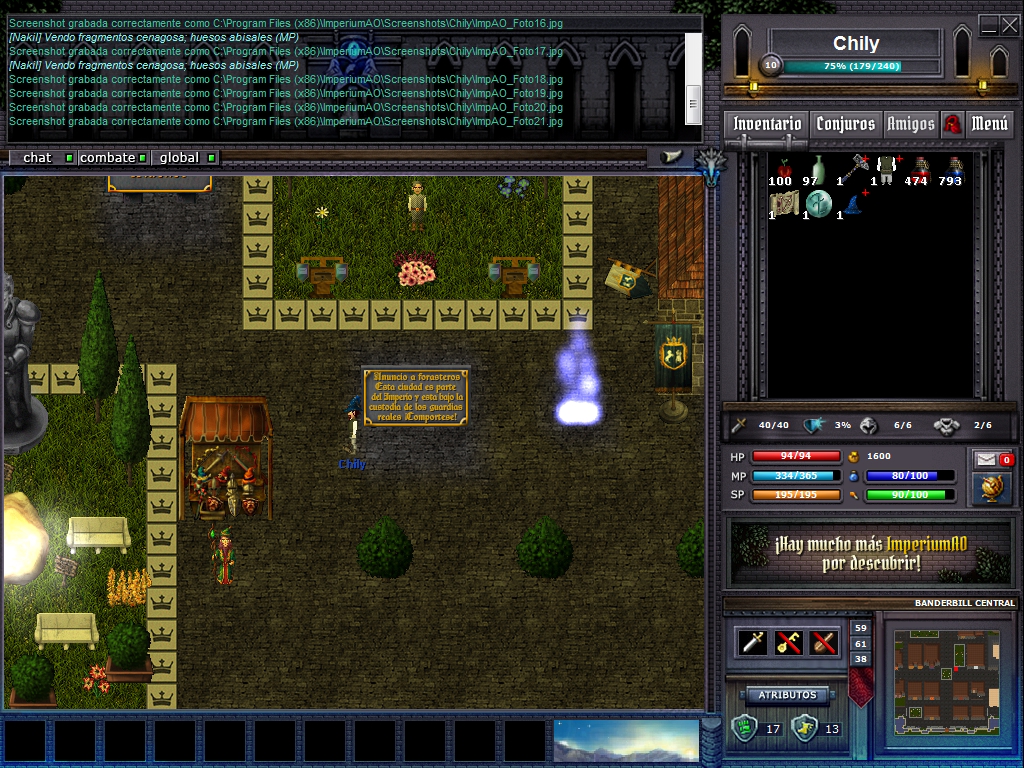 Screenshot grabada correctamente como C:\Program Files (x86)\ImperiumAO\Screenshots\Chily\ImpAO_Foto16.jpg
[Nakil] Vendo fragmentos cenagosa; huesos abisales (MP)
Screenshot grabada correctamente como C:\Program Files (x86)\ImperiumAO\Screenshots\Chily\ImpAO_Foto17.jpg
[Nakil] Vendo fragmentos cenagosa; huesos abisales (MP)
Screenshot grabada correctamente como C:\Program Files (x86)\ImperiumAO\Screenshots\Chily\ImpAO_Foto18.jpg
Screenshot grabada correctamente como C:\Program Files (x86)\ImperiumAO\Screenshots\Chily\ImpAO_Foto19.jpg
Screenshot grabada correctamente como C:\Program Files (x86)\ImperiumAO\Screenshots\Chily\ImpAO_Foto20.jpg
Screenshot grabada correctamente como C:\Program Files (x86)\ImperiumAO\Screenshots\Chily\ImpAO_Foto21.jpg
chat combate global
Anuncio a forasteros
Esta ciudad es parte
del Imperio y esta bajo la
custodia de los guardias
reales ¡Comportese!
Chily
Chily
10 75% (179/240)
Inventario Conjuros Amigos Menú
100 97 1 1 474 793
1 1 1
40/40 3% 6/6 2/6
HP 94/94 1600 0
MP 334/365 80/100
SP 195/195 90/100
¡Hay mucho más ImperiumAO
por descubrir!
BANDERBILL CENTRAL
59
61
38
ATRIBUTOS
17 13